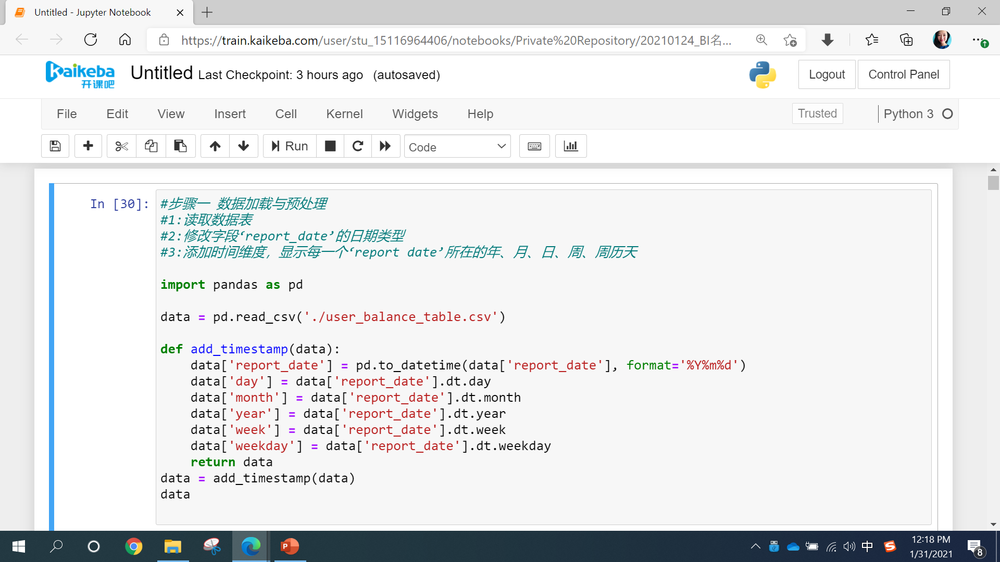 Untitled - Jupyter Notebook
https://train.kaikeba.com/user/stu_15116964406/notebooks/Private%20Repository/20210124_BI名...
Kaikeba
开课吧
Untitled Last Checkpoint: 3 hours ago (autosaved)
Logout
Control Panel
File Edit View Insert Cell Kernel Widgets Help
Trusted
Python 3
Run
Code
In [30]:
#步骤一 数据加载与预处理
#1:读取数据表
#2:修改字段‘report_date’的日期类型
#3:添加时间维度，显示每一个‘report date’所在的年、月、日、周、周历天
import pandas as pd
data = pd.read_csv('./user_balance_table.csv')
def add_timestamp(data):
    data['report_date'] = pd.to_datetime(data['report_date'], format='%Y%m%d')
    data['day'] = data['report_date'].dt.day
    data['month'] = data['report_date'].dt.month
    data['year'] = data['report_date'].dt.year
    data['week'] = data['report_date'].dt.week
    data['weekday'] = data['report_date'].dt.weekday
    return data
data = add_timestamp(data)
data
中
12:18 PM
1/31/2021
8